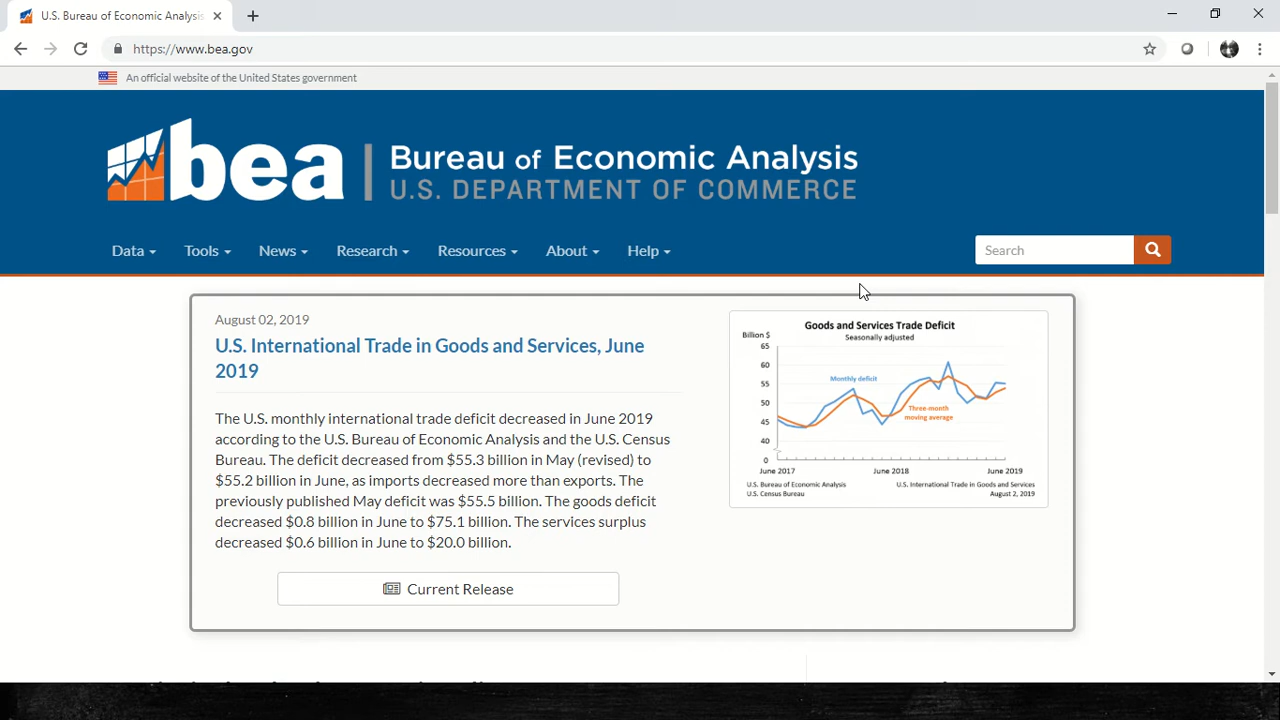 U.S. Bureau of Economic Analysis
https://www.bea.gov
An official website of the United States government
bea | Bureau of Economic Analysis
U.S. DEPARTMENT OF COMMERCE
Data Tools News Research Resources About Help Search
August 02, 2019
U.S. International Trade in Goods and Services, June
2019
The U.S. monthly international trade deficit decreased in June 2019
according to the U.S. Bureau of Economic Analysis and the U.S. Census
Bureau. The deficit decreased from $55.3 billion in May (revised) to
$55.2 billion in June, as imports decreased more than exports. The
previously published May deficit was $55.5 billion. The goods deficit
decreased $0.8 billion in June to $75.1 billion. The services surplus
decreased $0.6 billion in June to $20.0 billion.
Current Release
Goods and Services Trade Deficit
Seasonally adjusted
Billion $
65
60
55
50
45
40
0
Monthly deficit
Three-month
moving average
June 2017 June 2018 June 2019
U.S. Bureau of Economic Analysis U.S. International Trade in Goods and Services
U.S. Census Bureau August 2, 2019